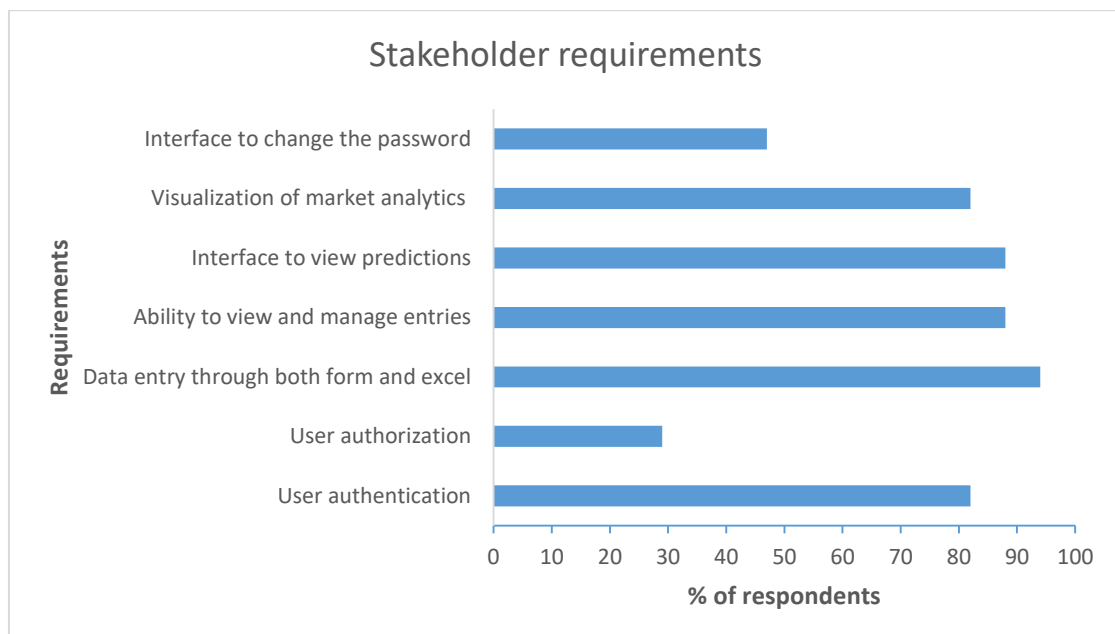 Stakeholder requirements
Requirements
Interface to change the password
Visualization of market analytics
Interface to view predictions
Ability to view and manage entries
Data entry through both form and excel
User authorization
User authentication
0 10 20 30 40 50 60 70 80 90 100
% of respondents